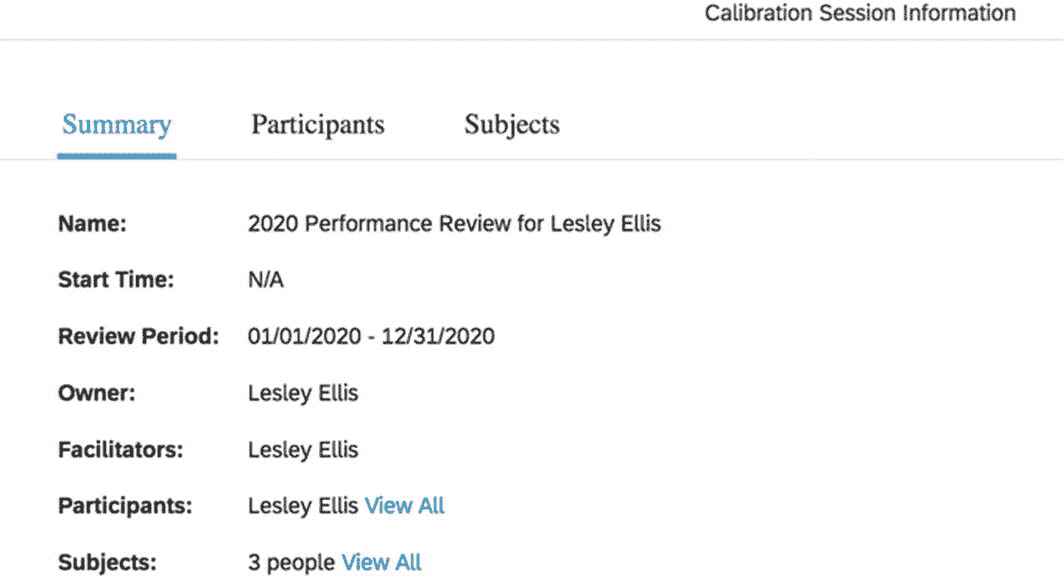 Calibration Session Information
Summary Participants Subjects
Name: 2020 Performance Review for Lesley Ellis
Start Time: N/A
Review Period: 01/01/2020 - 12/31/2020
Owner: Lesley Ellis
Facilitators: Lesley Ellis
Participants: Lesley Ellis View All
Subjects: 3 people View All